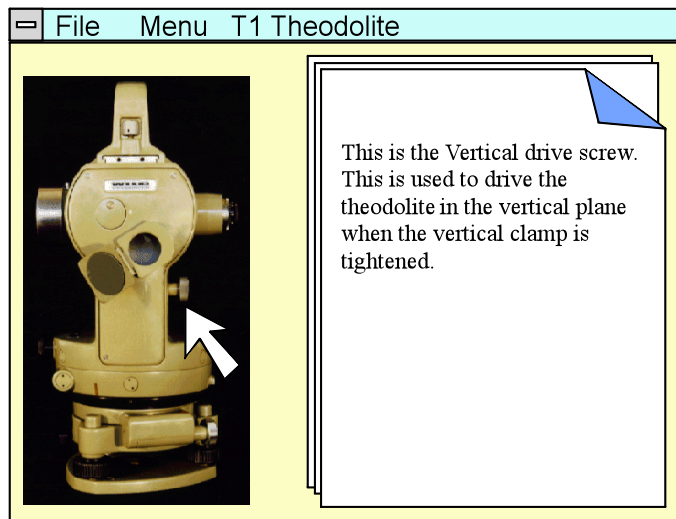 File Menu T1 Theodolite
WILD
This is the Vertical drive screw.
This is used to drive the
theodolite in the vertical plane
when the vertical clamp is
tightened.